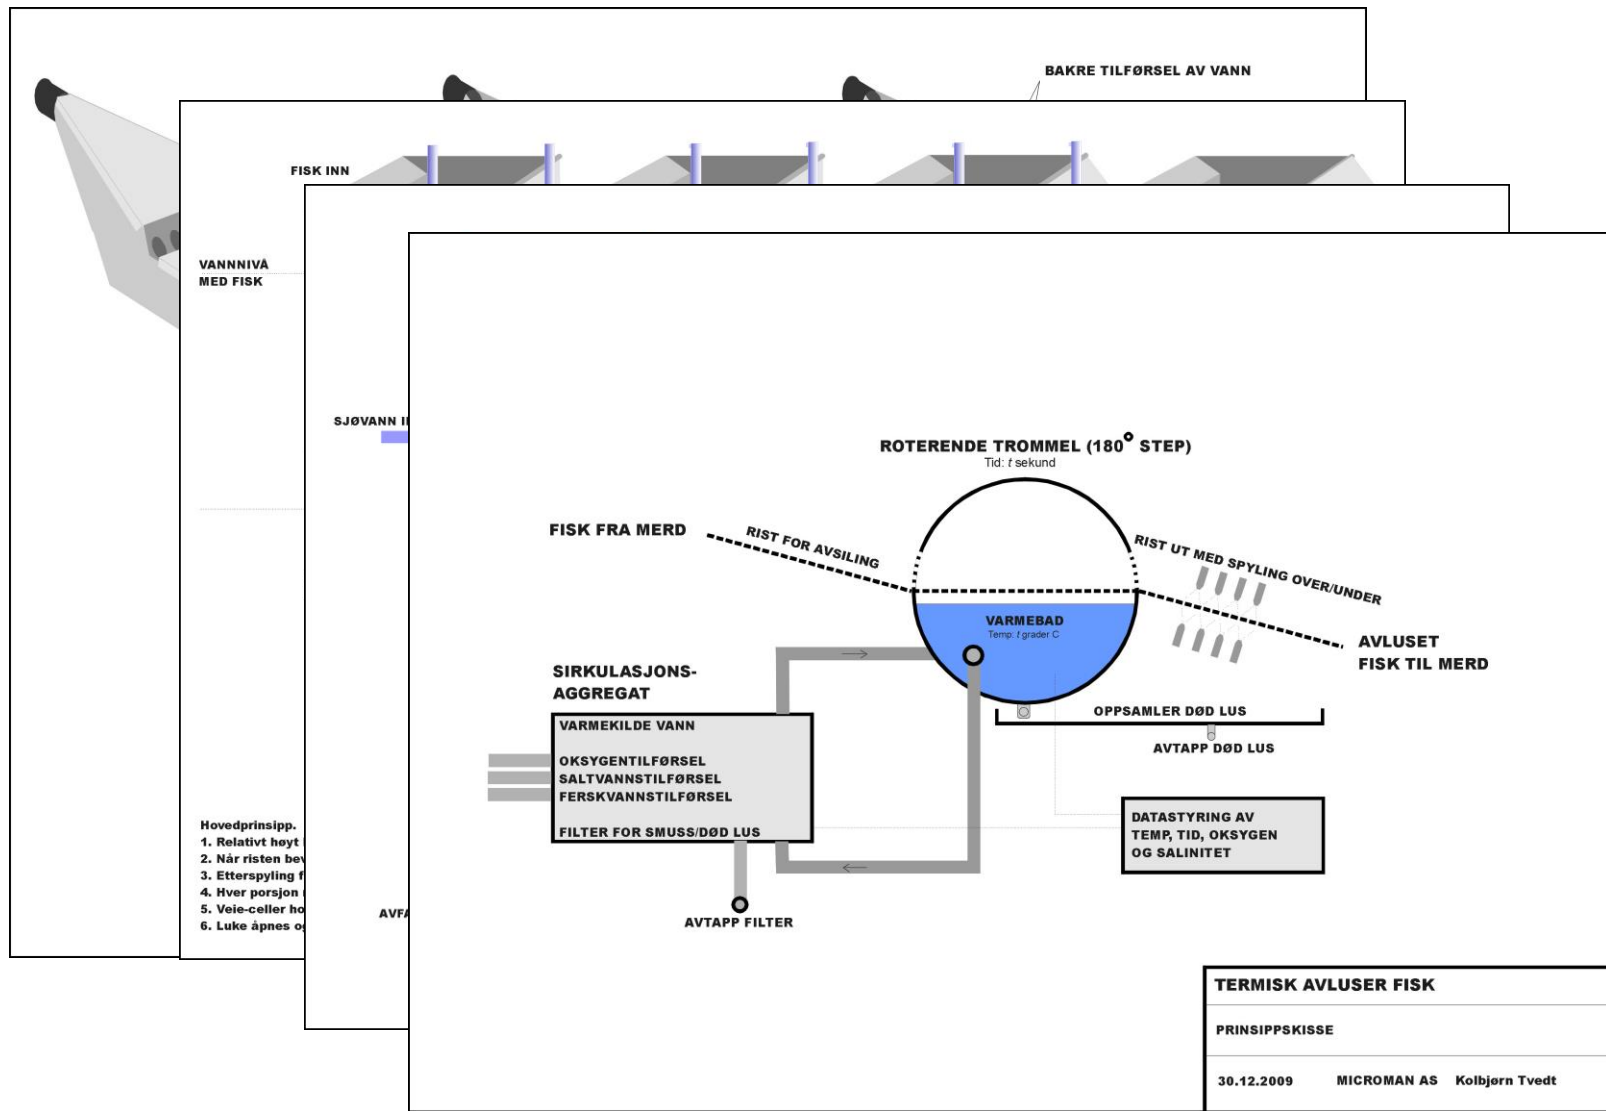 BAKRE TILFØRSEL AV VANN
FISK INN
VANNNIVÅ
MED FISK
SJØVANN
ROTERENDE TROMMEL (180° STEP)
Tid: t sekund
FISK FRA MERD
RIST FOR AVSILING
RIST UT MED SPYLING OVER/UNDER
VARMEBAD
Temp: t grader C
AVLUSET
FISK TIL MERD
SIRKULASJONS-
AGGREGAT
VARMEKILDE VANN
OKSYGENTILFØRSEL
SALTVANNSTILFØRSEL
FERSKVANNSTILFØRSEL
FILTER FOR SMUSS/DØD LUS
OPPSAMLER DØD LUS
AVTAPP DØD LUS
DATASTYRING AV
TEMP, TID, OKSYGEN
OG SALINITET
AVTAPP FILTER
Hovedprinsipp.
1. Relativt høyt
2. Når risten
3. Etterspyling
4. Hver porsjon
5. Veie-celler
6. Luke åpnes
TERMISK AVLUSER FISK
PRINSIPPSKISSE
30.12.2009 MICROMAN AS Kolbjørn Tvedt